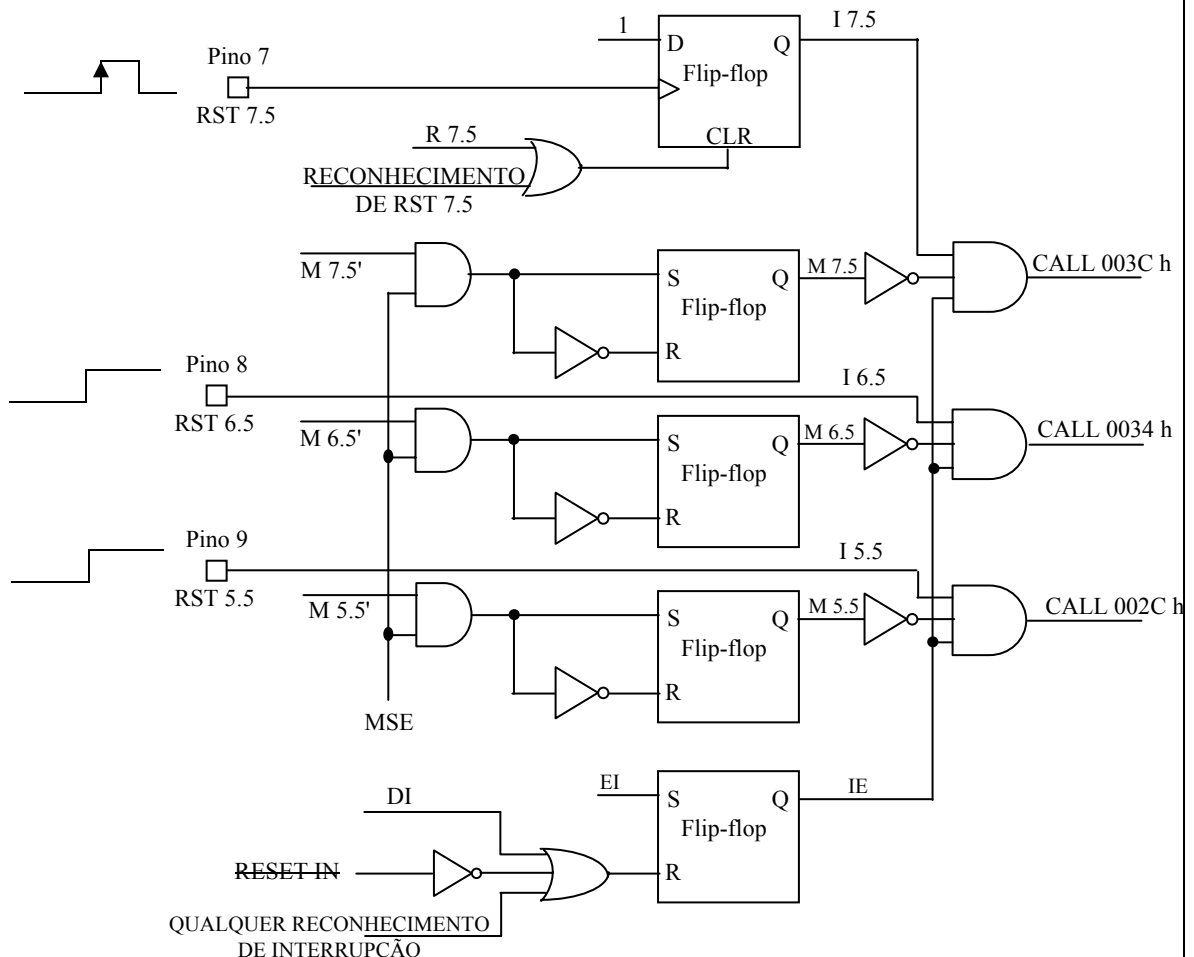 1
D
Q
I 7.5
Pino 7
Flip-flop
RST 7.5
CLR
R 7.5
RECONHECIMENTO
DE RST 7.5
M 7.5'
S
Q
M 7.5
CALL 003C h
Flip-flop
R
Pino 8
I 6.5
RST 6.5
M 6.5'
S
Q
M 6.5
CALL 0034 h
Flip-flop
R
Pino 9
I 5.5
RST 5.5
M 5.5'
S
Q
M 5.5
CALL 002C h
Flip-flop
R
MSE
EI
S
Q
IE
DI
Flip-flop
RESET IN
R
QUALQUER RECONHECIMENTO
DE INTERRUPCÃO